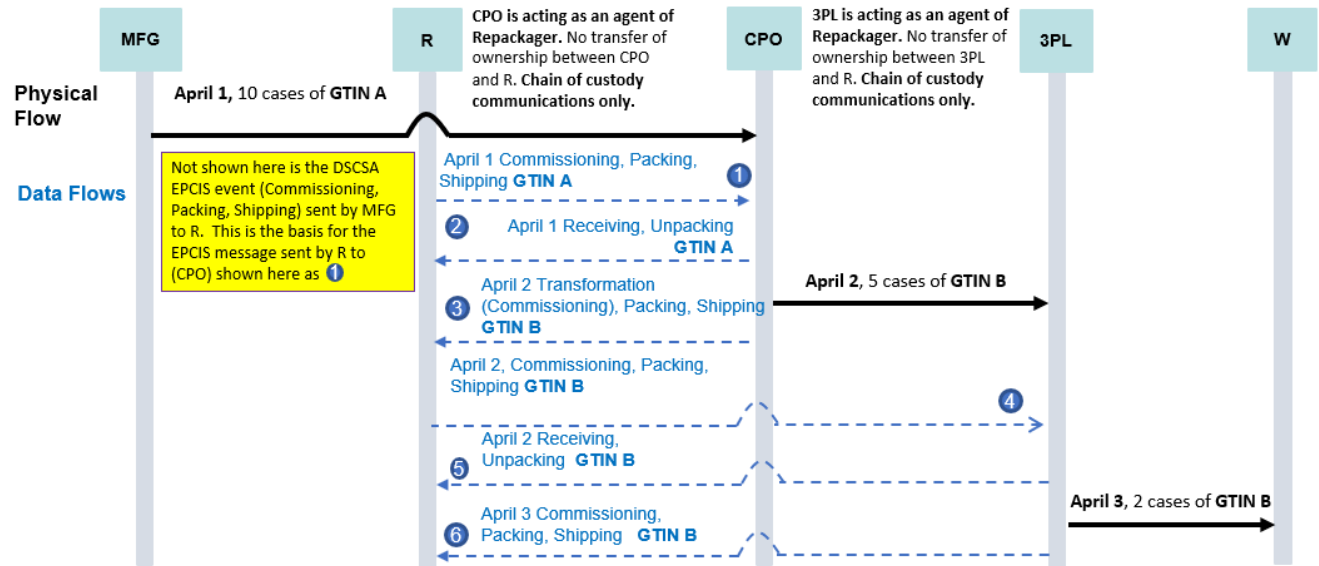 MFG
R
CPO is acting as an agent of
Repackager. No transfer of
ownership between CPO
and R. Chain of custody
communications only.
CPO
3PL is acting as an agent of
Repackager. No transfer of
ownership between 3PL
and R. Chain of custody
communications only.
3PL
W
Physical
Flow
April 1, 10 cases of GTIN A
Data Flows
Not shown here is the DSCSA
EPCIS event (Commissioning,
Packing, Shipping) sent by MFG
to R. This is the basis for the
EPCIS message sent by R to
(CPO) shown here as 1
April 1 Commissioning, Packing,
Shipping GTIN A
1
2
April 1 Receiving, Unpacking
GTIN A
April 2 Transformation
(Commissioning), Packing, Shipping
GTIN B
3
April 2, 5 cases of GTIN B
April 2, Commissioning, Packing,
Shipping GTIN B
4
April 2 Receiving,
Unpacking GTIN B
5
April 3, 2 cases of GTIN B
April 3 Commissioning,
Packing, Shipping GTIN B
6